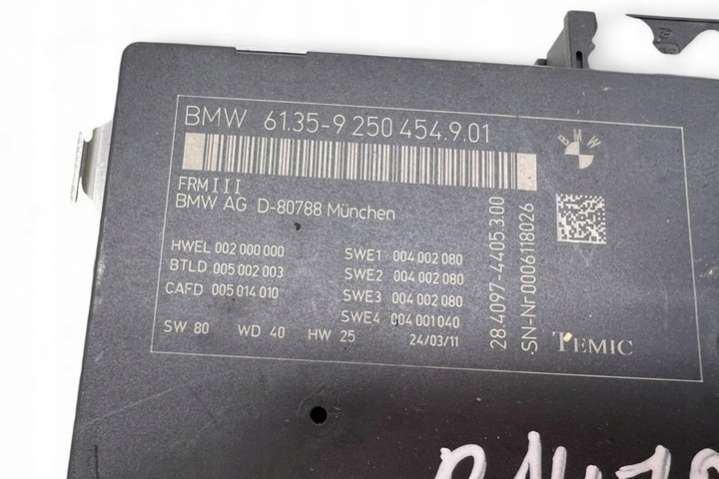 BMW 61.35-9 250 454.9.01
BMW
FRM III
BMW AG D-80788 München
HWEL 002 000 000
BTLD 005 002 003
CAFD 005 014 010
SWE1 004 002 080
SWE2 004 002 080
SWE3 004 002 080
SWE4 004 001 040
SW 80 WD 40 HW 25 24/03/11
28.4097-4405.3.00
SN-Nr0006118026
TEMIC